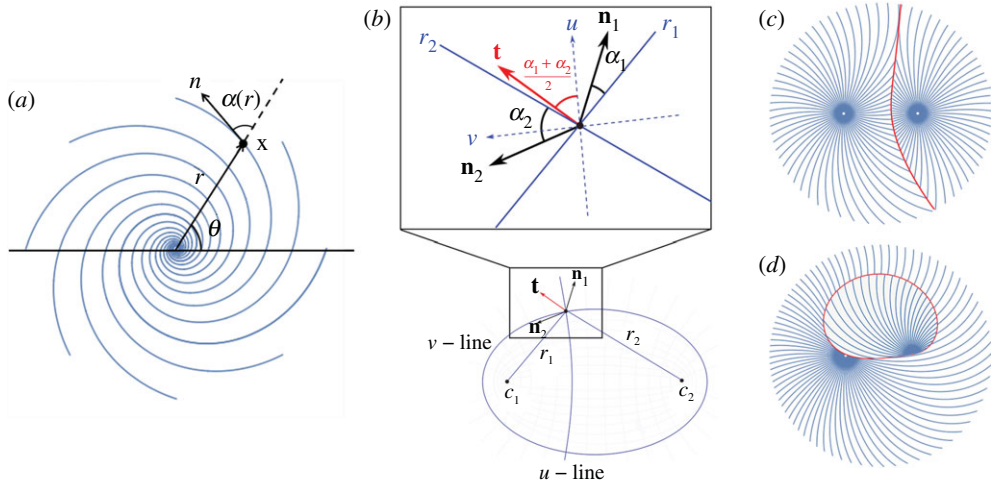 (a)
n
α(r)
x
r
θ
(b)
r₂
t
(α₁ + α₂)/2
u
n₁
α₁
r₁
α₂
v
n₂
t
n₁
n₂
v – line
r₁
r₂
c₁
c₂
u – line
(c)
(d)